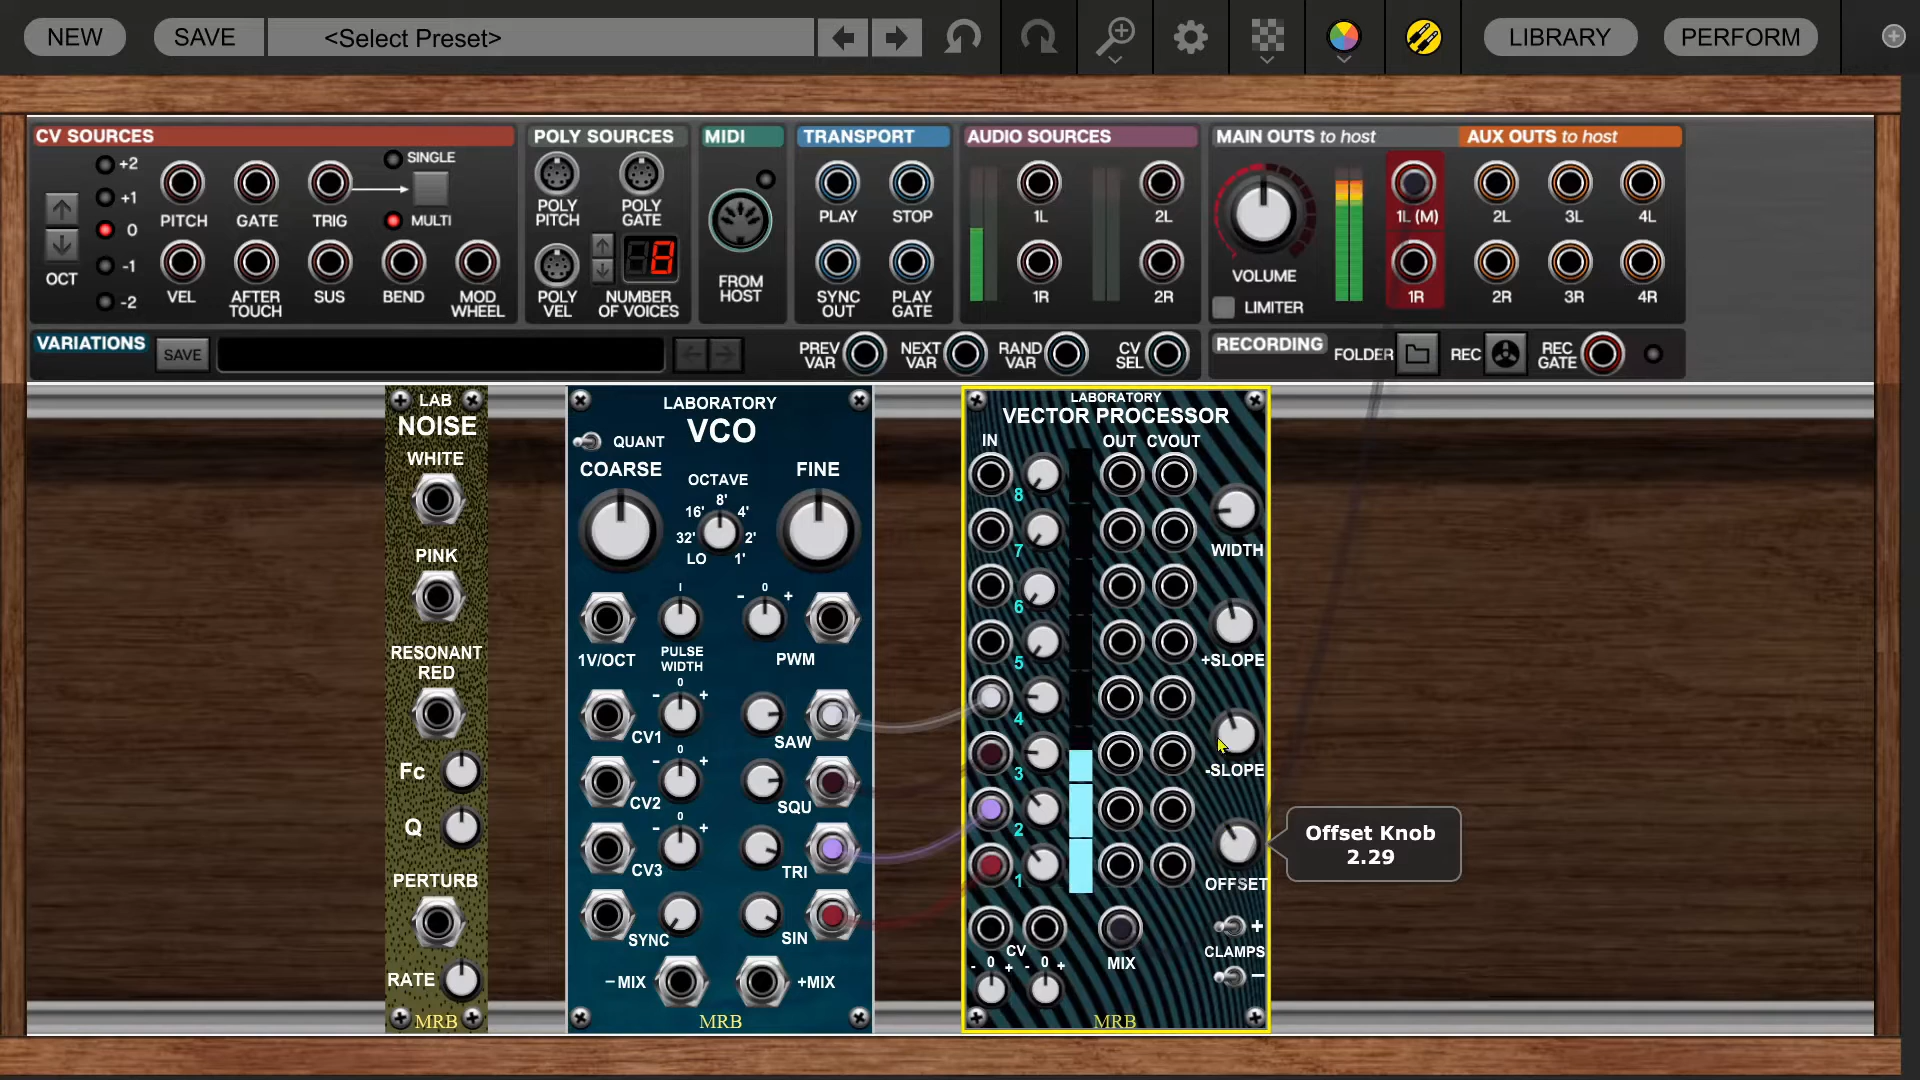 NEW
SAVE
<Select Preset>
LIBRARY
PERFORM
CV SOURCES
+2
+1
0
-1
-2
OCT
PITCH
GATE
TRIG
SINGLE
MULTI
VEL
AFTER
TOUCH
SUS
BEND
MOD
WHEEL
POLY SOURCES
POLY
PITCH
POLY
GATE
POLY
VEL
8
NUMBER
OF VOICES
MIDI
FROM
HOST
TRANSPORT
PLAY
STOP
SYNC
OUT
PLAY
GATE
AUDIO SOURCES
1L
2L
1R
2R
MAIN OUTS to host
VOLUME
LIMITER
1L (M)
1R
AUX OUTS to host
2L
3L
4L
2R
3R
4R
VARIATIONS
SAVE
PREV
VAR
NEXT
VAR
RAND
VAR
CV
SEL
RECORDING
FOLDER
REC
REC
GATE
LAB
NOISE
WHITE
PINK
RESONANT
RED
Fc
Q
PERTURB
RATE
MRB
LABORATORY
VCO
QUANT
COARSE
FINE
OCTAVE
8'
16'
4'
32'
2'
LO
1'
1V/OCT
I
PULSE
WIDTH
- 0 +
PWM
- 0 +
CV1
SAW
- 0 +
CV2
SQU
- 0 +
CV3
TRI
SYNC
SIN
−MIX
+MIX
MRB
LABORATORY
VECTOR PROCESSOR
IN
OUT
CVOUT
8
7
6
5
4
3
2
1
WIDTH
+SLOPE
-SLOPE
OFFSET
+
CLAMPS
−
CV
- 0 +
- 0 +
MIX
MRB
Offset Knob
2.29